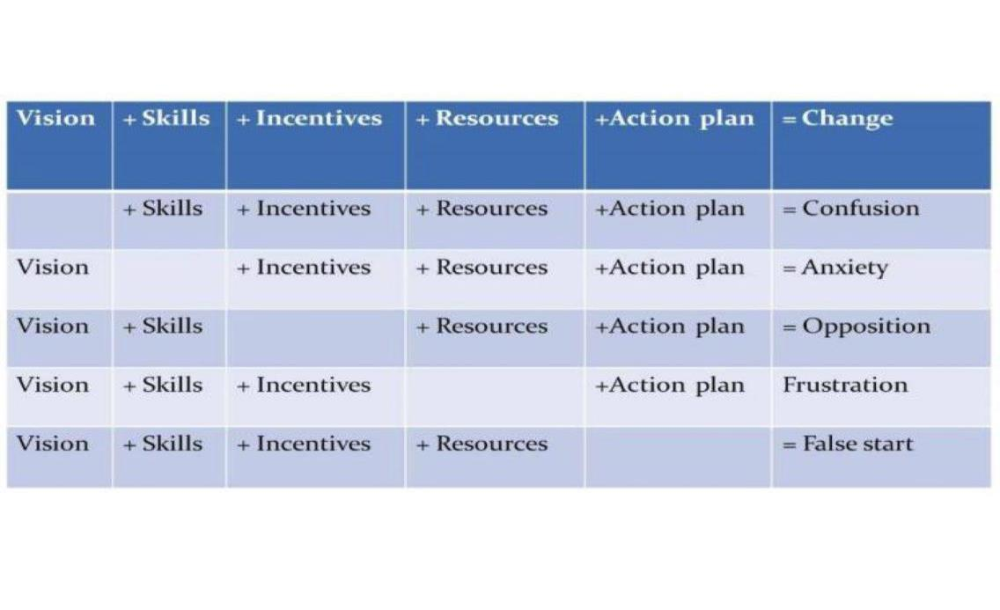 Vision + Skills + Incentives + Resources +Action plan = Change
+ Skills + Incentives + Resources +Action plan = Confusion
Vision + Incentives + Resources +Action plan = Anxiety
Vision + Skills + Resources +Action plan = Opposition
Vision + Skills + Incentives +Action plan Frustration
Vision + Skills + Incentives + Resources = False start